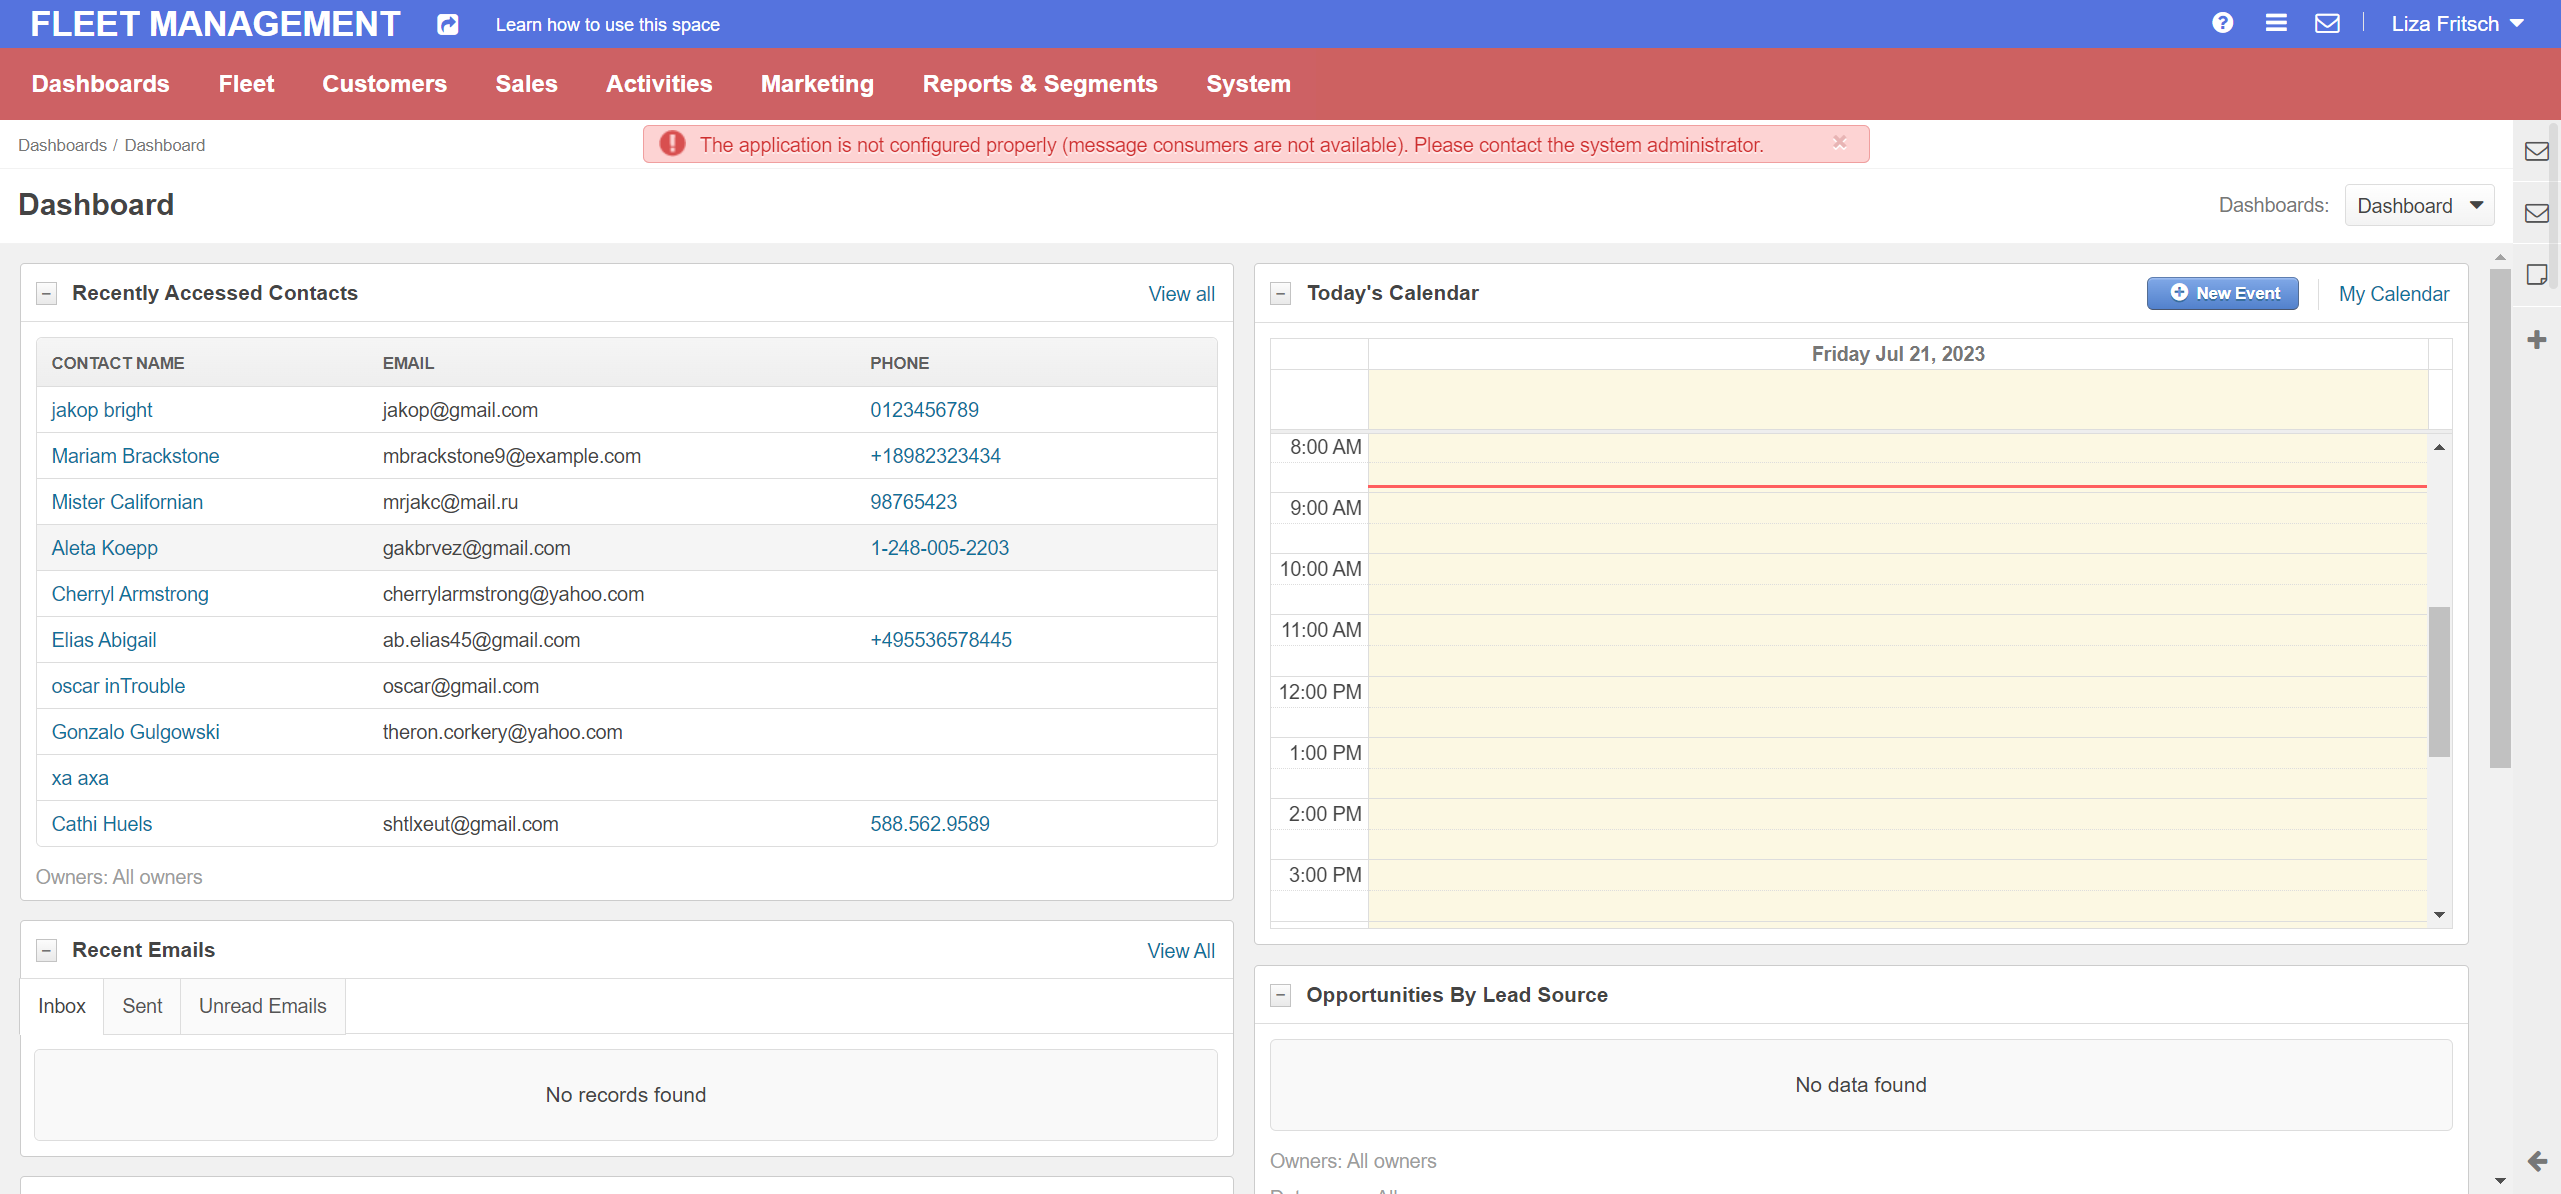 FLEET MANAGEMENT
Learn how to use this space
Liza Fritsch
Dashboards Fleet Customers Sales Activities Marketing Reports & Segments System
Dashboards / Dashboard
The application is not configured properly (message consumers are not available). Please contact the system administrator.
Dashboard
Dashboards: Dashboard
Recently Accessed Contacts
View all
CONTACT NAME EMAIL PHONE
jakop bright jakop@gmail.com 0123456789
Mariam Brackstone mbrackstone9@example.com +18982323434
Mister Californian mrjakc@mail.ru 98765423
Aleta Koepp gakbrvez@gmail.com 1-248-005-2203
Cherryl Armstrong cherrylarmstrong@yahoo.com
Elias Abigail ab.elias45@gmail.com +495536578445
oscar inTrouble oscar@gmail.com
Gonzalo Gulgowski theron.corkery@yahoo.com
xa axa
Cathi Huels shtlxeut@gmail.com 588.562.9589
Owners: All owners
Recent Emails
View All
Inbox Sent Unread Emails
No records found
Today's Calendar
New Event
My Calendar
Friday Jul 21, 2023
8:00 AM
9:00 AM
10:00 AM
11:00 AM
12:00 PM
1:00 PM
2:00 PM
3:00 PM
Opportunities By Lead Source
No data found
Owners: All owners